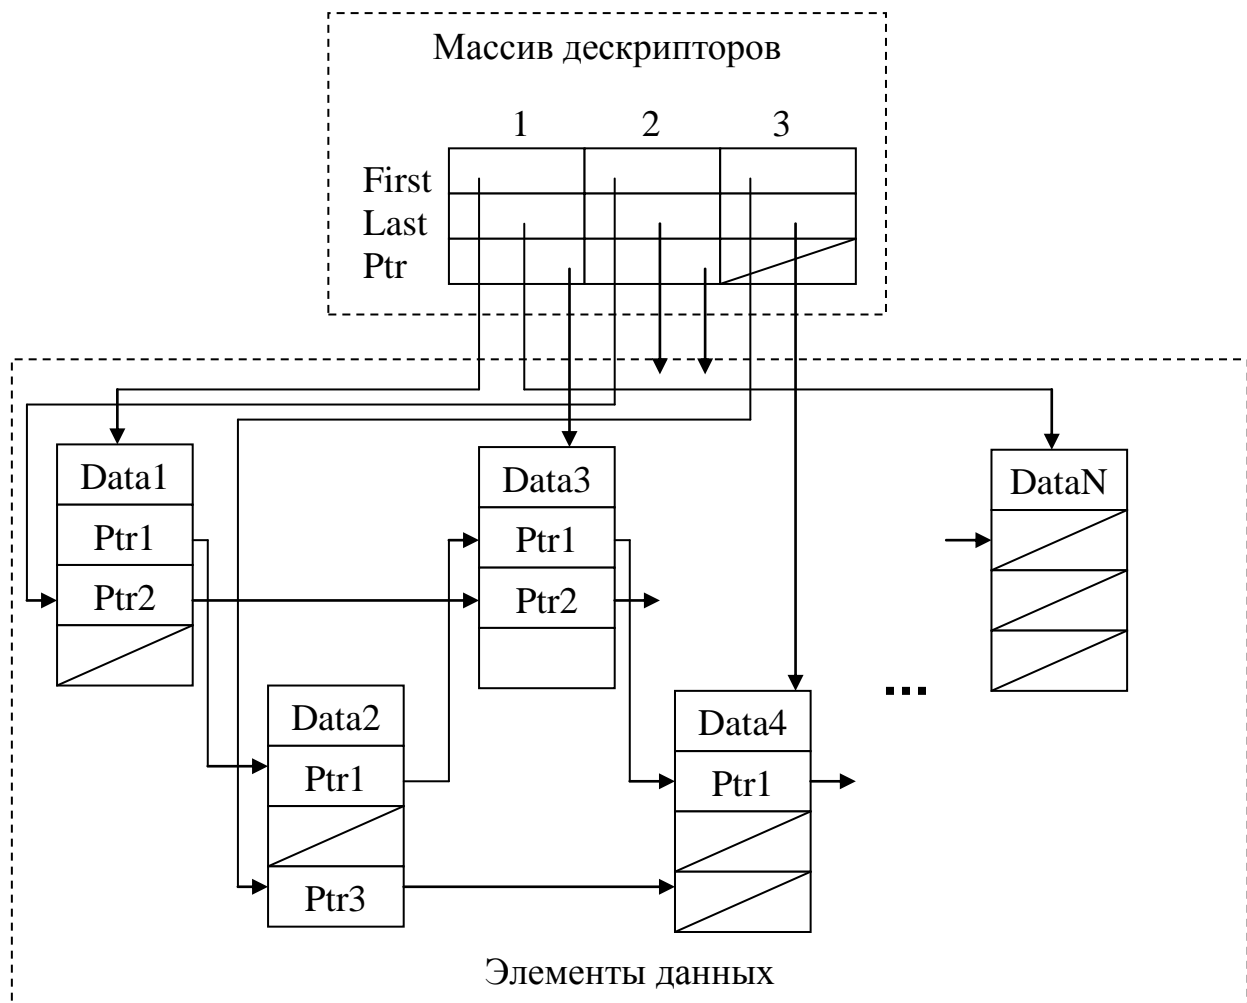 Массив дескрипторов
1 2 3
First
Last
Ptr
Data1
Ptr1
Ptr2
Data2
Ptr1
Ptr3
Data3
Ptr1
Ptr2
Data4
Ptr1
...
DataN
Элементы данных